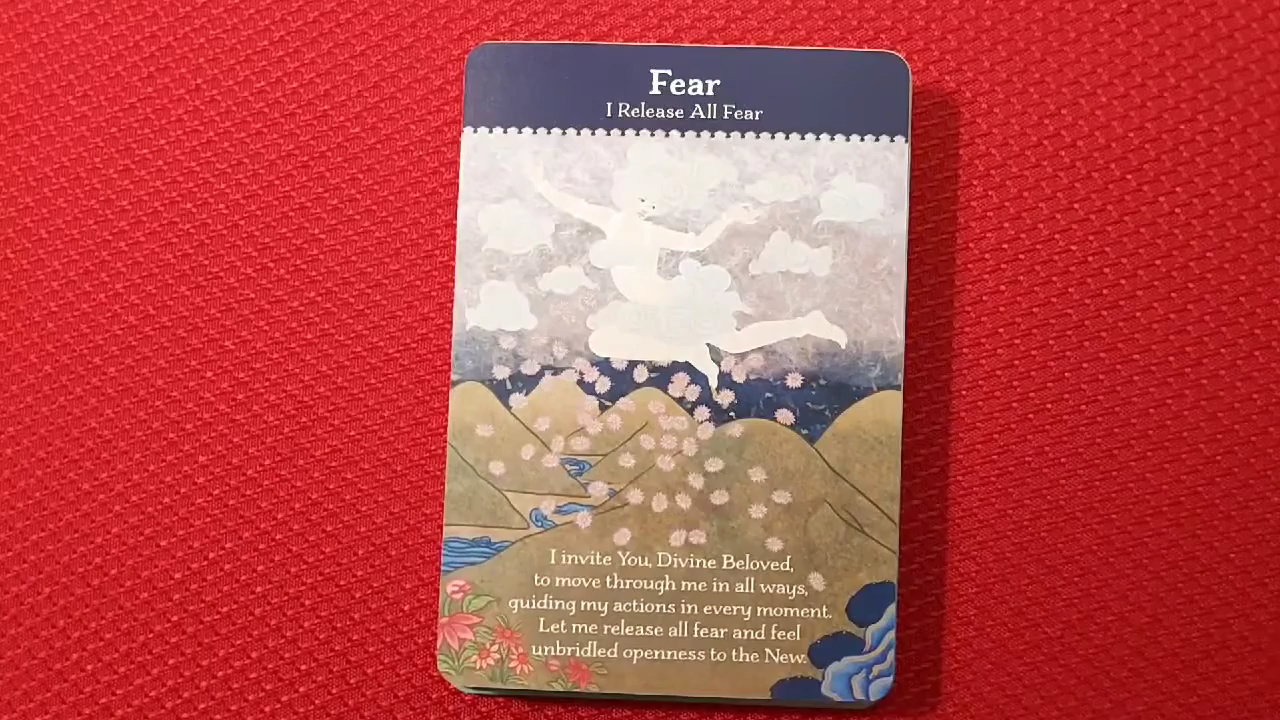 Fear
I Release All Fear
I invite You, Divine Beloved,
to move through me in all ways,
guiding my actions in every moment.
Let me release all fear and feel
unbridled openness to the New.